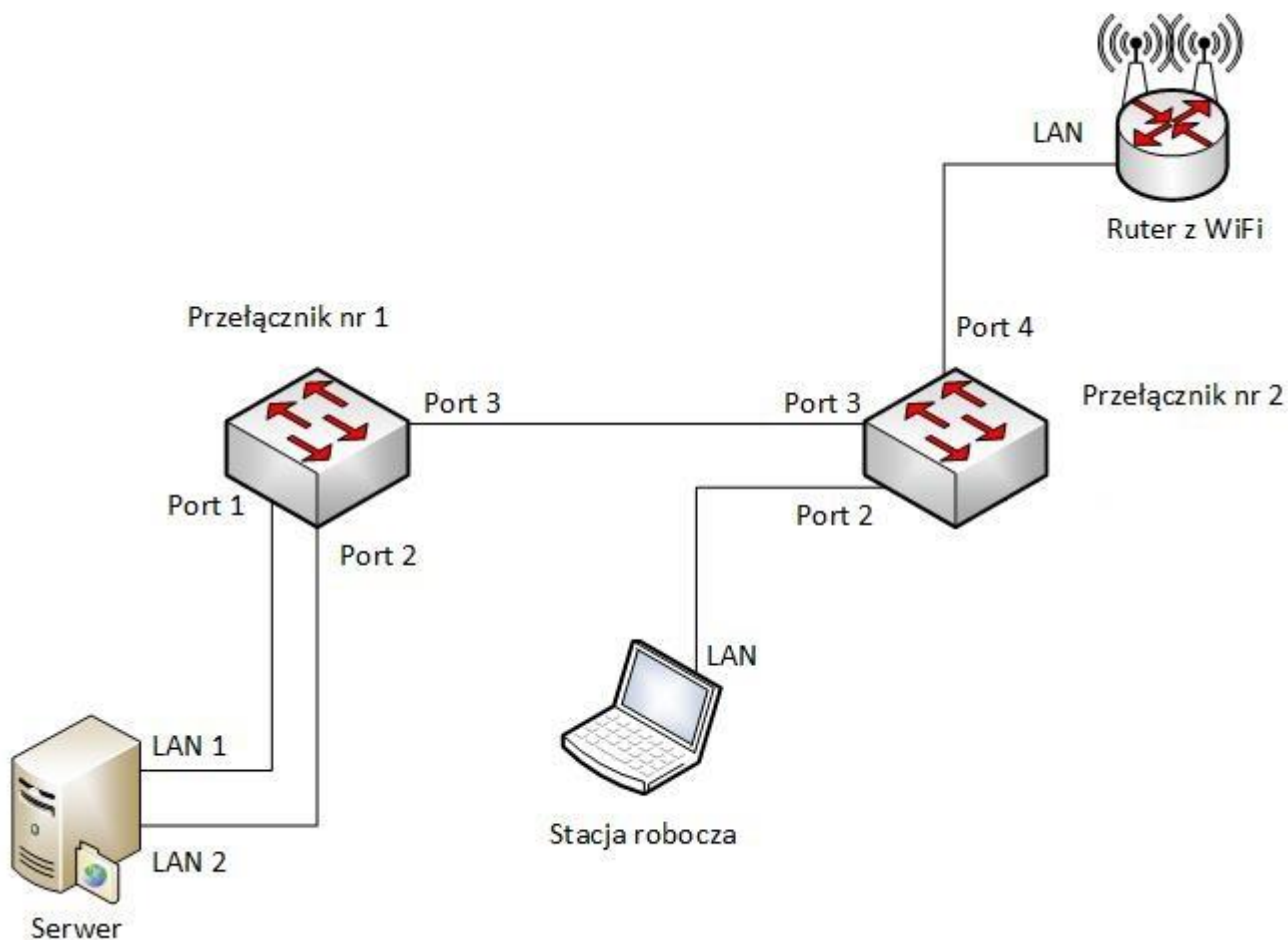 LAN
Ruter z WiFi
Przełącznik nr 1
Port 4
Przełącznik nr 2
Port 3
Port 3
Port 1
Port 2
Port 2
LAN
LAN 1
Stacja robocza
LAN 2
Serwer